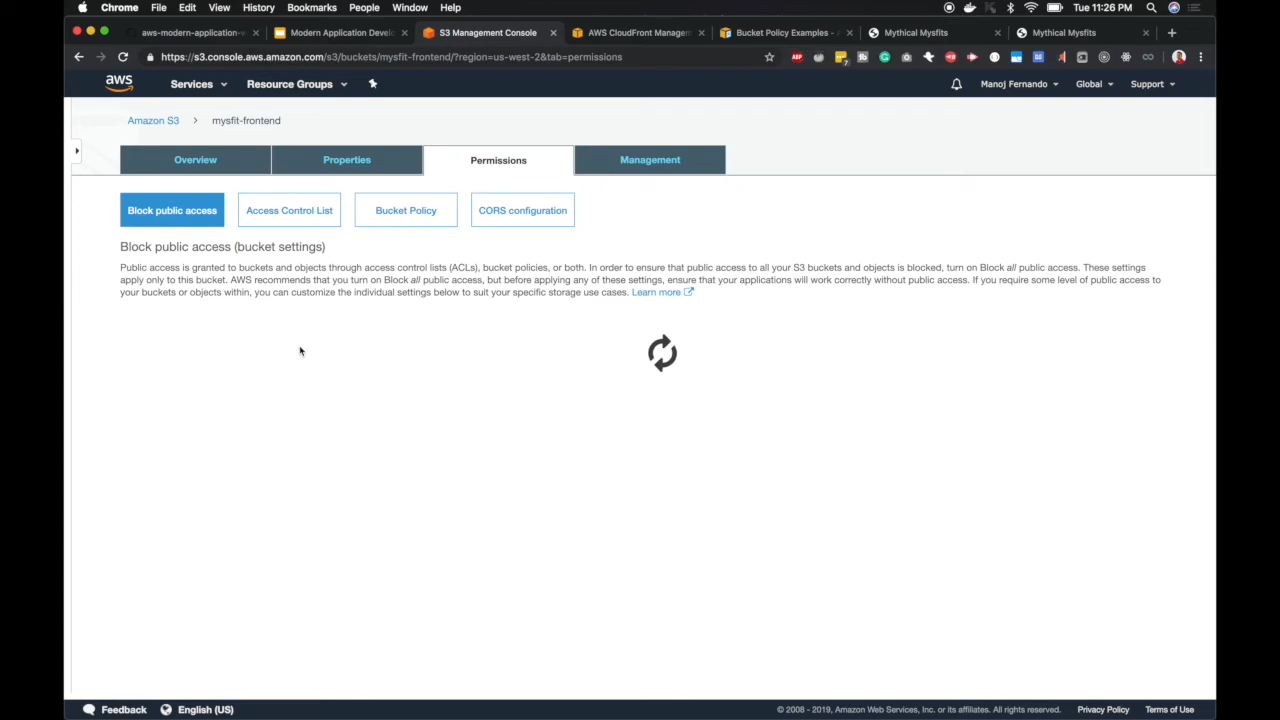 Chrome File Edit View History Bookmarks People Window Help Tue 11:26 PM
aws-modern-application-w Modern Application Devel S3 Management Console AWS CloudFront Managem Bucket Policy Examples - A Mythical Mysfits Mythical Mysfits
https://s3.console.aws.amazon.com/s3/buckets/mysfit-frontend/?region=us-west-2&tab=permissions
aws Services Resource Groups Manoj Fernando Global Support
Amazon S3 > mysfit-frontend
Overview Properties Permissions Management
Block public access Access Control List Bucket Policy CORS configuration
Block public access (bucket settings)
Public access is granted to buckets and objects through access control lists (ACLs), bucket policies, or both. In order to ensure that public access to all your S3 buckets and objects is blocked, turn on Block all public access. These settings
apply only to this bucket. AWS recommends that you turn on Block all public access, but before applying any of these settings, ensure that your applications will work correctly without public access. If you require some level of public access to
your buckets or objects within, you can customize the individual settings below to suit your specific storage use cases. Learn more
Feedback English (US) © 2008 - 2019, Amazon Web Services, Inc. or its affiliates. All rights reserved. Privacy Policy Terms of Use